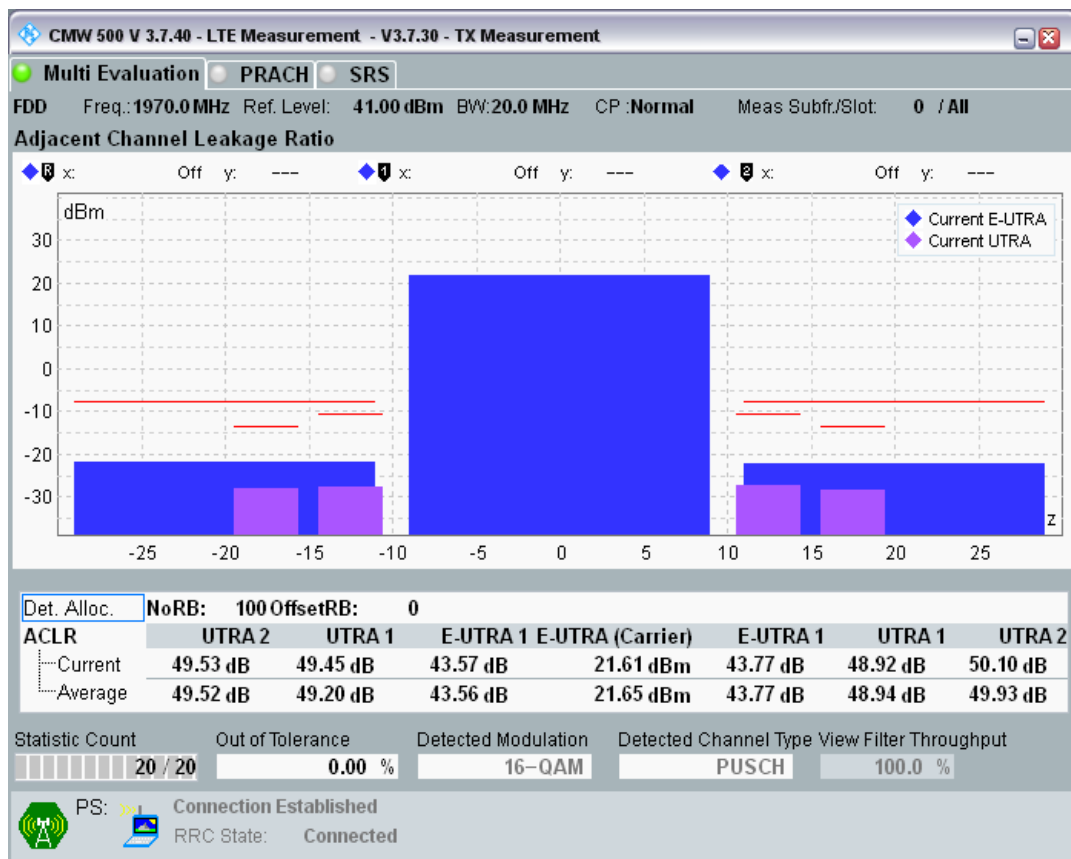 CMW 500 V 3.7.40 - LTE Measurement - V3.7.30 - TX Measurement
Multi Evaluation PRACH SRS
FDD Freq.:1970.0 MHz Ref. Level: 41.00 dBm BW:20.0 MHz CP :Normal Meas Subfr./Slot: 0 / All
Adjacent Channel Leakage Ratio
R x: Off y: --- 1 x: Off y: --- 2 x: Off y: ---
dBm
Current E-UTRA
Current UTRA
30
20
10
0
-10
-20
-30
z
-25 -20 -15 -10 -5 0 5 10 15 20 25
Det. Alloc. NoRB: 100 OffsetRB: 0
ACLR UTRA 2 UTRA 1 E-UTRA 1 E-UTRA (Carrier) E-UTRA 1 UTRA 1 UTRA 2
Current 49.53 dB 49.45 dB 43.57 dB 21.61 dBm 43.77 dB 48.92 dB 50.10 dB
Average 49.52 dB 49.20 dB 43.56 dB 21.65 dBm 43.77 dB 48.94 dB 49.93 dB
Statistic Count Out of Tolerance Detected Modulation Detected Channel Type View Filter Throughput
20 / 20 0.00 % 16-QAM PUSCH 100.0 %
PS: Connection Established
RRC State: Connected